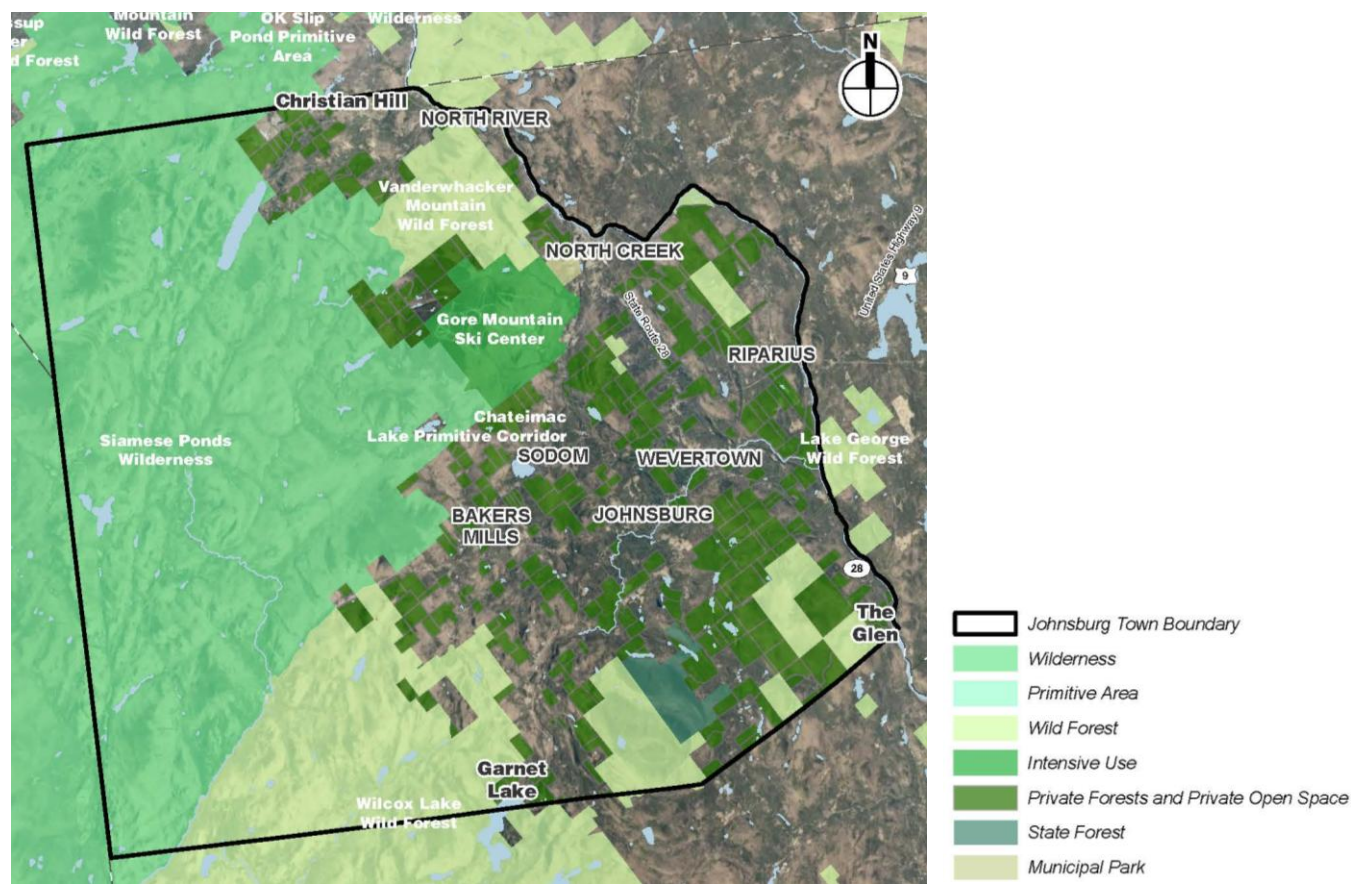 Mountain
Wild Forest
OK Slip
Pond Primitive
Area
Wilderness
ssup
er
d Forest
N
Christian Hill
NORTH RIVER
Vanderwhacker
Mountain
Wild Forest
NORTH CREEK
United States Highway 9
9
State Route 28
Gore Mountain
Ski Center
RIPARIUS
Chateimac
Lake Primitive Corridor
Siamese Ponds
Wilderness
SODOM
WEVERTOWN
Lake George
Wild Forest
BAKERS
MILLS
JOHNSBURG
28
The
Glen
Garnet
Lake
Wilcox Lake
Wild Forest
Johnsburg Town Boundary
Wilderness
Primitive Area
Wild Forest
Intensive Use
Private Forests and Private Open Space
State Forest
Municipal Park